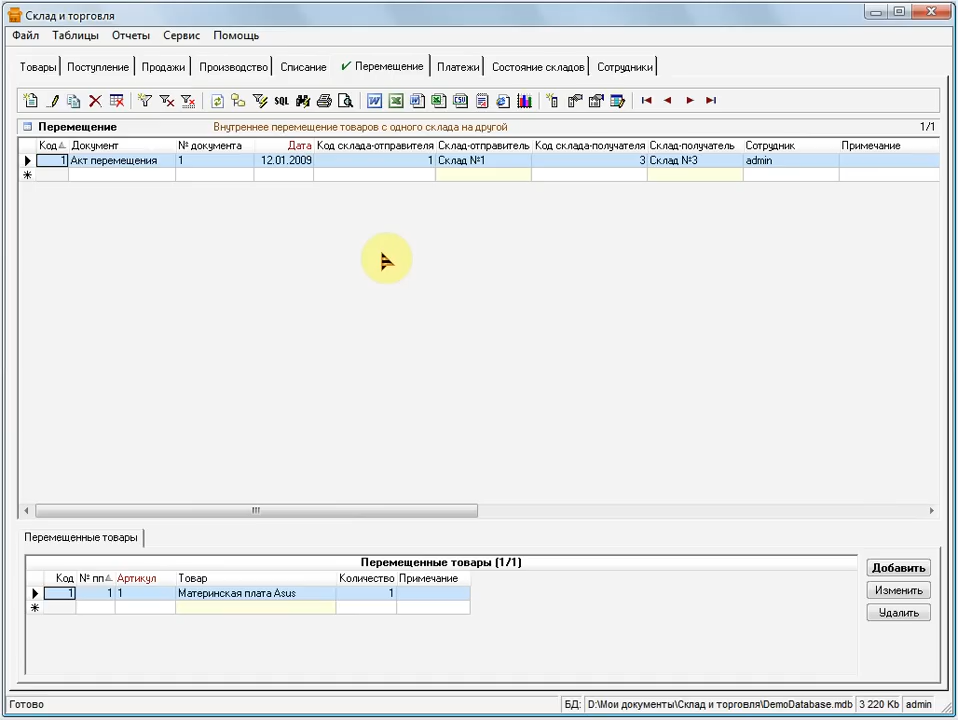 Склад и торговля
Файл Таблицы Отчеты Сервис Помощь
Товары Поступление Продажи Производство Списание Перемещение Платежи Состояние складов Сотрудники
SQL W X W X CSV
Перемещение Внутреннее перемещение товаров с одного склада на другой 1/1
Код Документ № документа Дата Код склада-отправителя Склад-отправитель Код склада-получателя Склад-получатель Сотрудник Примечание
1 Акт перемещения 1 12.01.2009 1 Склад №1 3 Склад №3 admin
Перемещенные товары
Перемещенные товары (1/1)
Код № пп Артикул Товар Количество Примечание
1 1 1 Материнская плата Asus 1
Добавить
Изменить
Удалить
Готово БД: D:\Мои документы\Склад и торговля\DemoDatabase.mdb 3 220 Kb admin